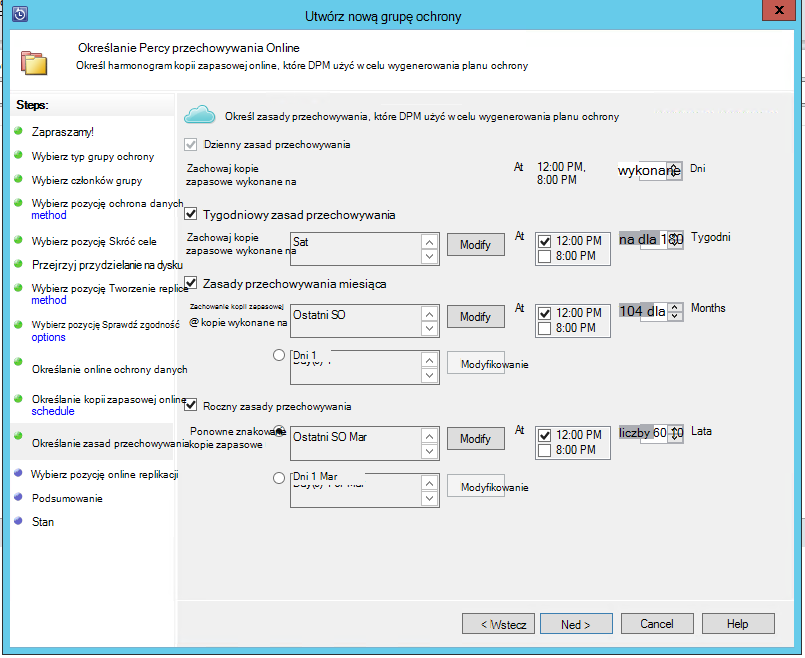 Utwórz nową grupę ochrony
x
Określanie Percy przechowywania Online
Określ harmonogram kopii zapasowej online, które DPM użyć w celu wygenerowania planu ochrony
Steps:
Zapraszamy!
Wybierz typ grupy ochrony
Wybierz członków grupy
Wybierz pozycję ochrona danych
method
Wybierz pozycję Skróć cele
Przejrzyj przydzielanie na dysku
Wybierz pozycję Tworzenie replice
method
Wybierz pozycję Sprawdź zgodność
options
Określanie online ochrony danych
Określanie kopii zapasowej online
schedule
Określanie zasad przechowywania
Wybierz pozycję online replikacji
Podsumowanie
Stan
Określ zasady przechowywania, które DPM użyć w celu wygenerowania planu ochrony
Dzienny zasad przechowywania
Zachowaj kopie
zapasowe wykonane na
At
12:00 PM,
8:00 PM
wykonane
Dni
Tygodniowy zasad przechowywania
Zachowaj kopie
zapasowe wykonane na
Sat
Modify
At
12:00 PM
8:00 PM
na dla 180
Tygodni
Zasady przechowywania miesiąca
Zachowanie kopii zapasowej
@ kopie wykonane na
Ostatni SO
Modify
At
12:00 PM
8:00 PM
104 dla
Months
Dni 1
Modyfikowanie
Roczny zasady przechowywania
Ponowne znakowanie
kopie zapasowe
Ostatni SO Mar
Modify
At
12:00 PM
8:00 PM
liczby 60
Lata
Dni 1 Mar
Modyfikowanie
< Wstecz
Ned >
Cancel
Help